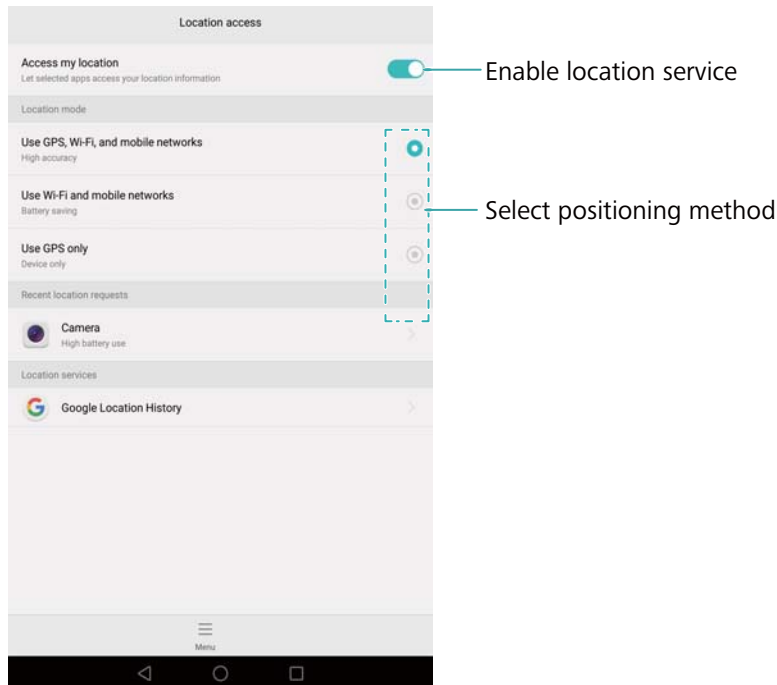 Location access
Access my location
Let selected apps access your location information
Enable location service
Location mode
Use GPS, Wi-Fi, and mobile networks
High accuracy
Use Wi-Fi and mobile networks
Battery saving
Select positioning method
Use GPS only
Device only
Recent location requests
Camera
High battery use
Location services
G
Google Location History
Menu